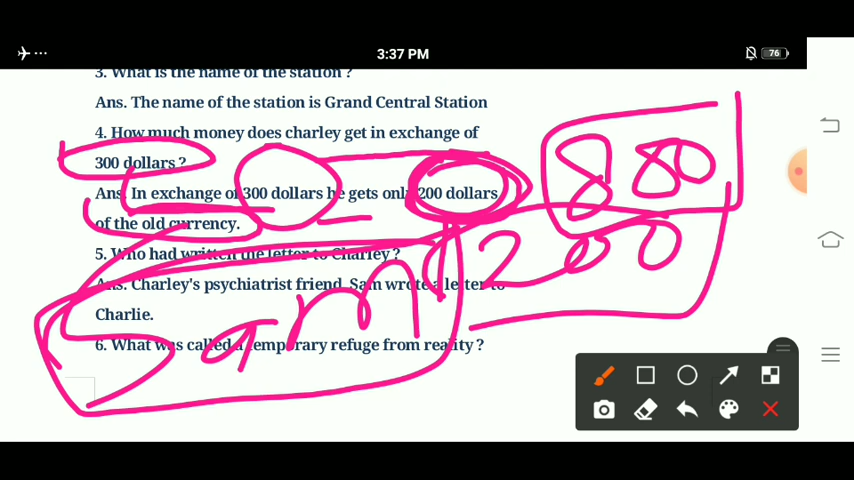 3:37 PM
76
3. What is the name of the station ?
Ans. The name of the station is Grand Central Station
4. How much money does charley get in exchange of
300 dollars ?
880
Ans. In exchange of 300 dollars he gets only 200 dollars
of the old currency.
200
5. Who had written the letter to Charley ?
Ans. Charley's psychiatrist friend Sam wrote a letter to
Charlie.
Sam
6. What was called a temporary refuge from reality ?